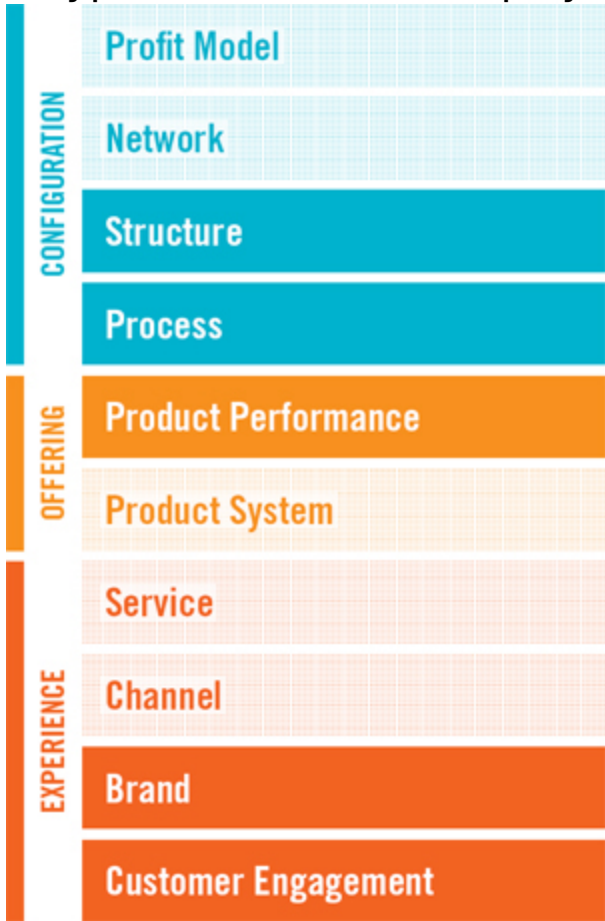 CONFIGURATION
Profit Model
Network
Structure
Process
OFFERING
Product Performance
Product System
EXPERIENCE
Service
Channel
Brand
Customer Engagement